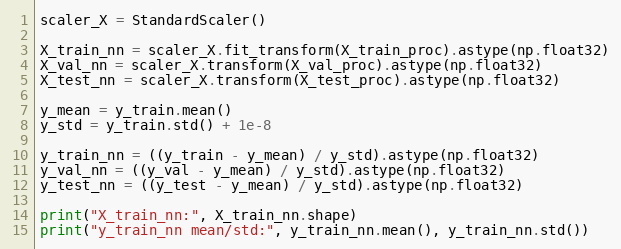 1 scaler_X = StandardScaler()
2
3 X_train_nn = scaler_X.fit_transform(X_train_proc).astype(np.float32)
4 X_val_nn = scaler_X.transform(X_val_proc).astype(np.float32)
5 X_test_nn = scaler_X.transform(X_test_proc).astype(np.float32)
6
7 y_mean = y_train.mean()
8 y_std = y_train.std() + 1e-8
9
10 y_train_nn = ((y_train - y_mean) / y_std).astype(np.float32)
11 y_val_nn = ((y_val - y_mean) / y_std).astype(np.float32)
12 y_test_nn = ((y_test - y_mean) / y_std).astype(np.float32)
13
14 print("X_train_nn:", X_train_nn.shape)
15 print("y_train_nn mean/std:", y_train_nn.mean(), y_train_nn.std())